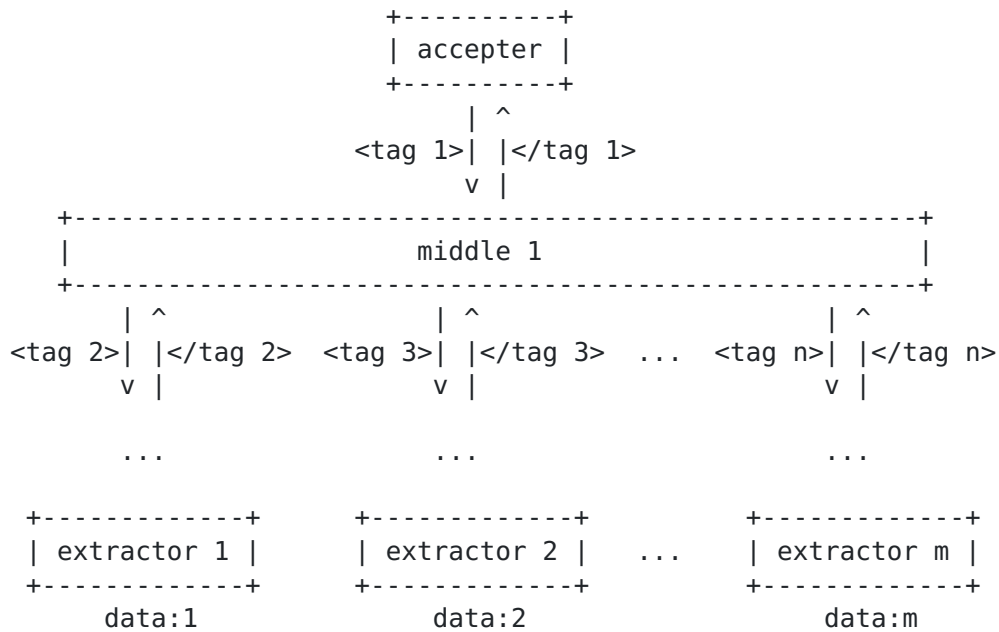 accepter
<tag 1> </tag 1>
middle 1
<tag 2> </tag 2> <tag 3> </tag 3> ... <tag n> </tag n>
... ... ...
extractor 1 extractor 2 ... extractor m
data:1 data:2 data:m